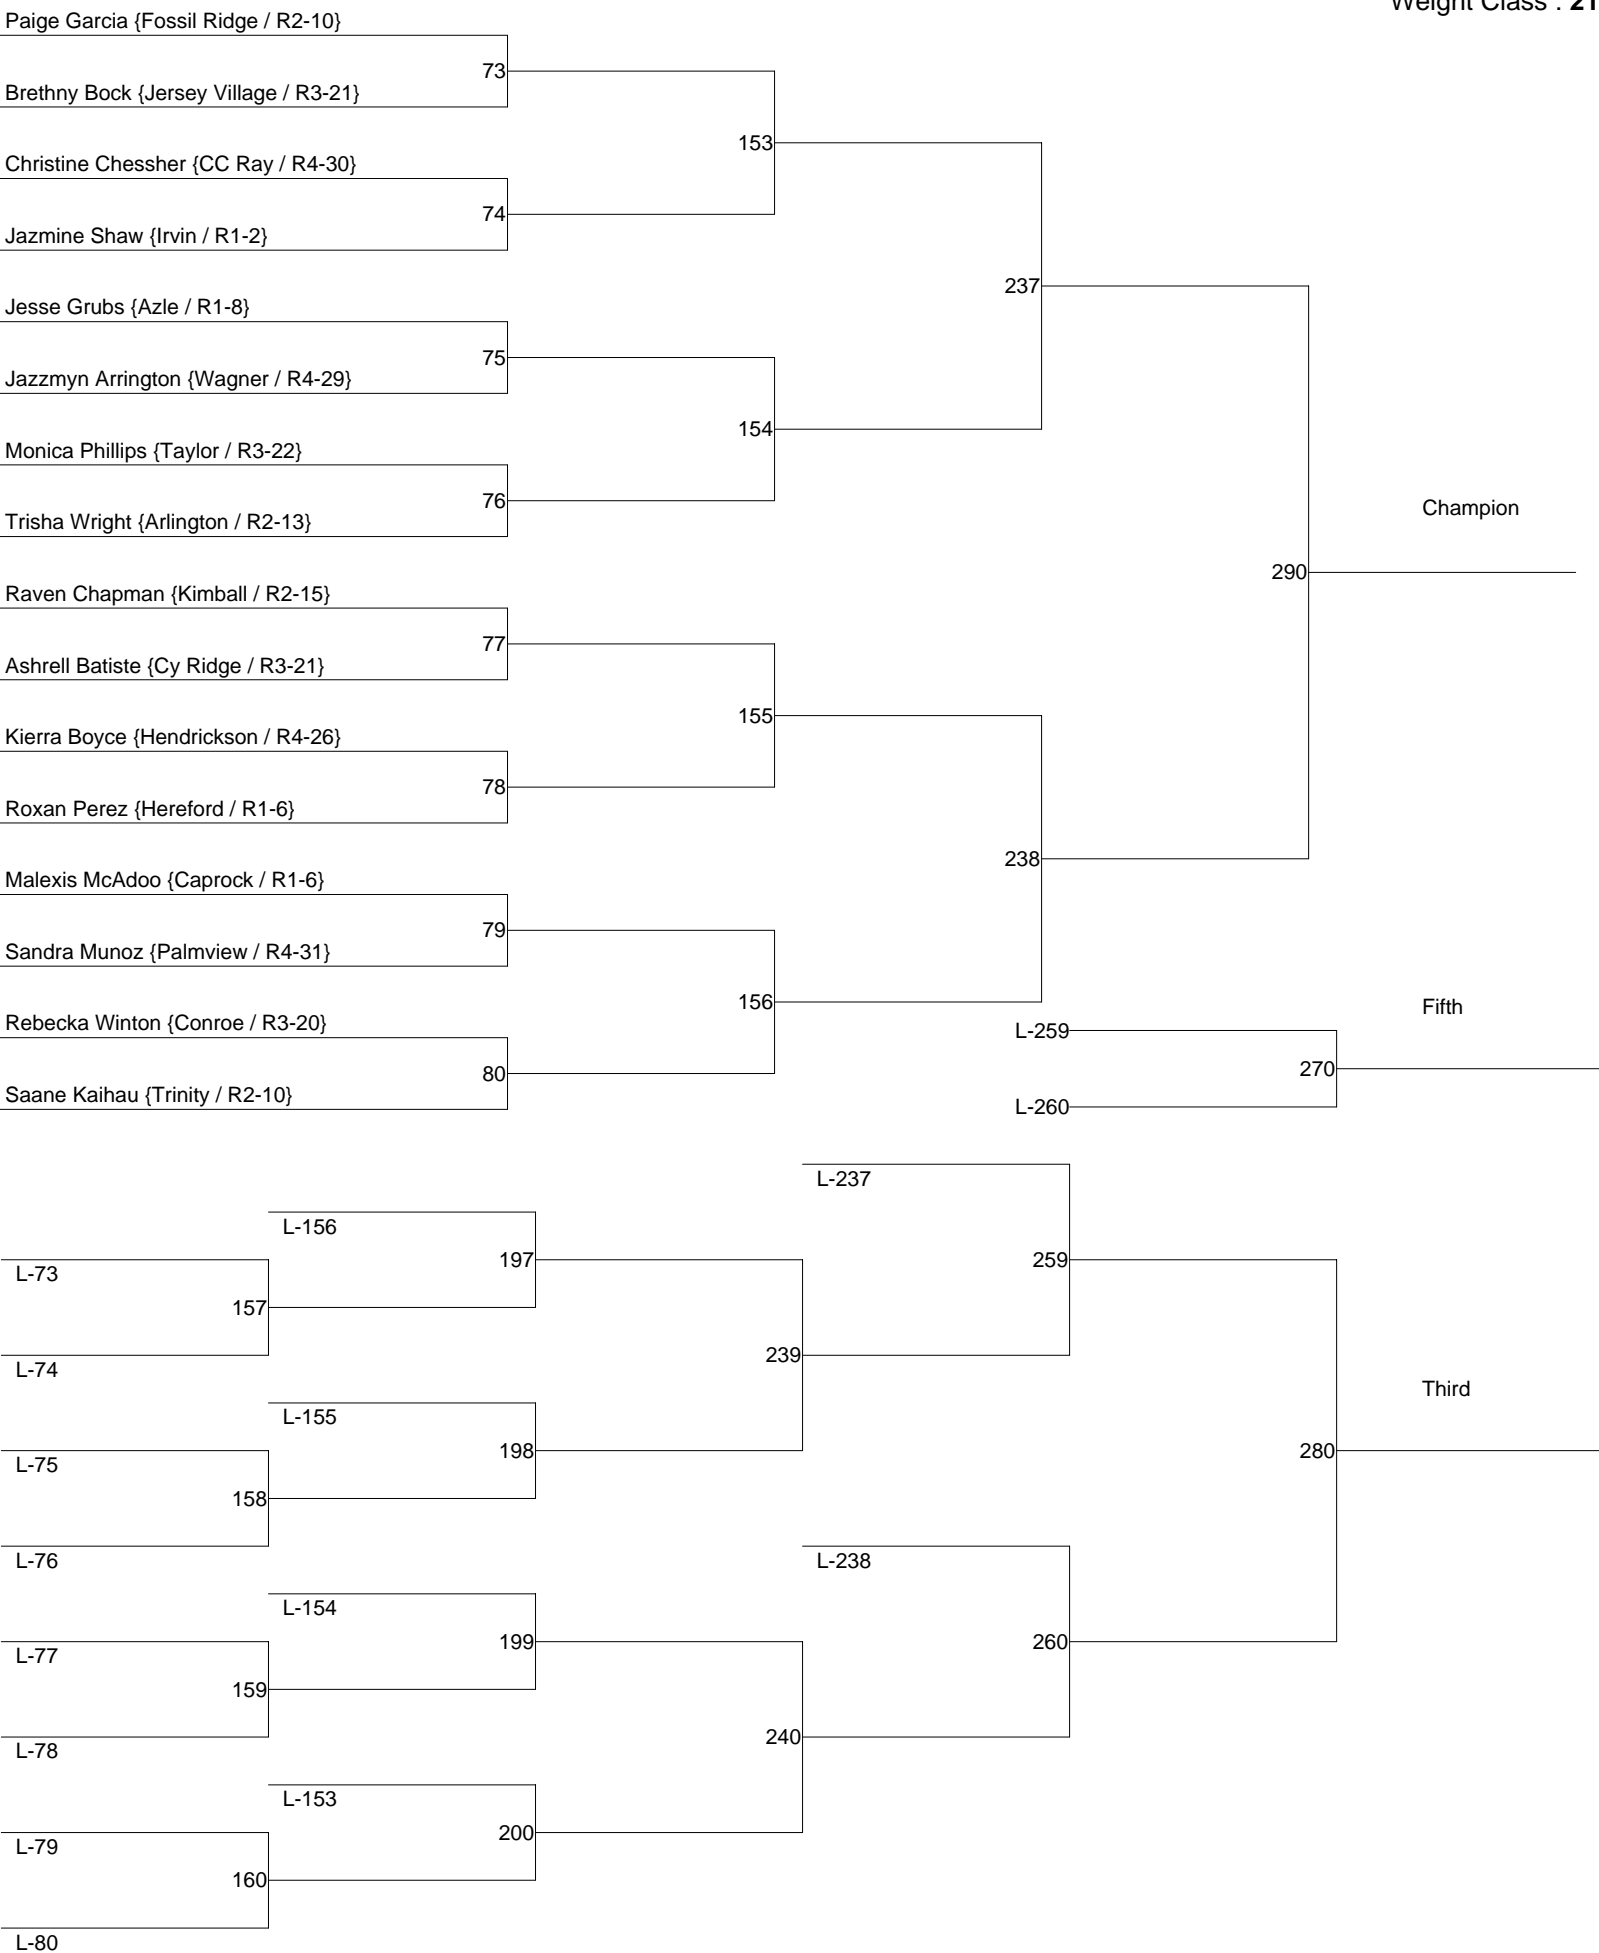 Weight Class : 21
Paige Garcia {Fossil Ridge / R2-10}
73
Brethny Bock {Jersey Village / R3-21}
153
Christine Chessher {CC Ray / R4-30}
74
Jazmine Shaw {Irvin / R1-2}
237
Jesse Grubs {Azle / R1-8}
75
Jazzmyn Arrington {Wagner / R4-29}
154
Monica Phillips {Taylor / R3-22}
76
Trisha Wright {Arlington / R2-13}
Champion
290
Raven Chapman {Kimball / R2-15}
77
Ashrell Batiste {Cy Ridge / R3-21}
155
Kierra Boyce {Hendrickson / R4-26}
78
Roxan Perez {Hereford / R1-6}
238
Malexis McAdoo {Caprock / R1-6}
79
Sandra Munoz {Palmview / R4-31}
156
Rebecka Winton {Conroe / R3-20}
80
Saane Kaihau {Trinity / R2-10}
Fifth
L-259
270
L-260
L-237
L-156
197
259
L-73
157
L-74
239
L-155
198
L-75
158
L-76
Third
280
L-238
L-154
199
260
L-77
159
L-78
240
L-153
200
L-79
160
L-80